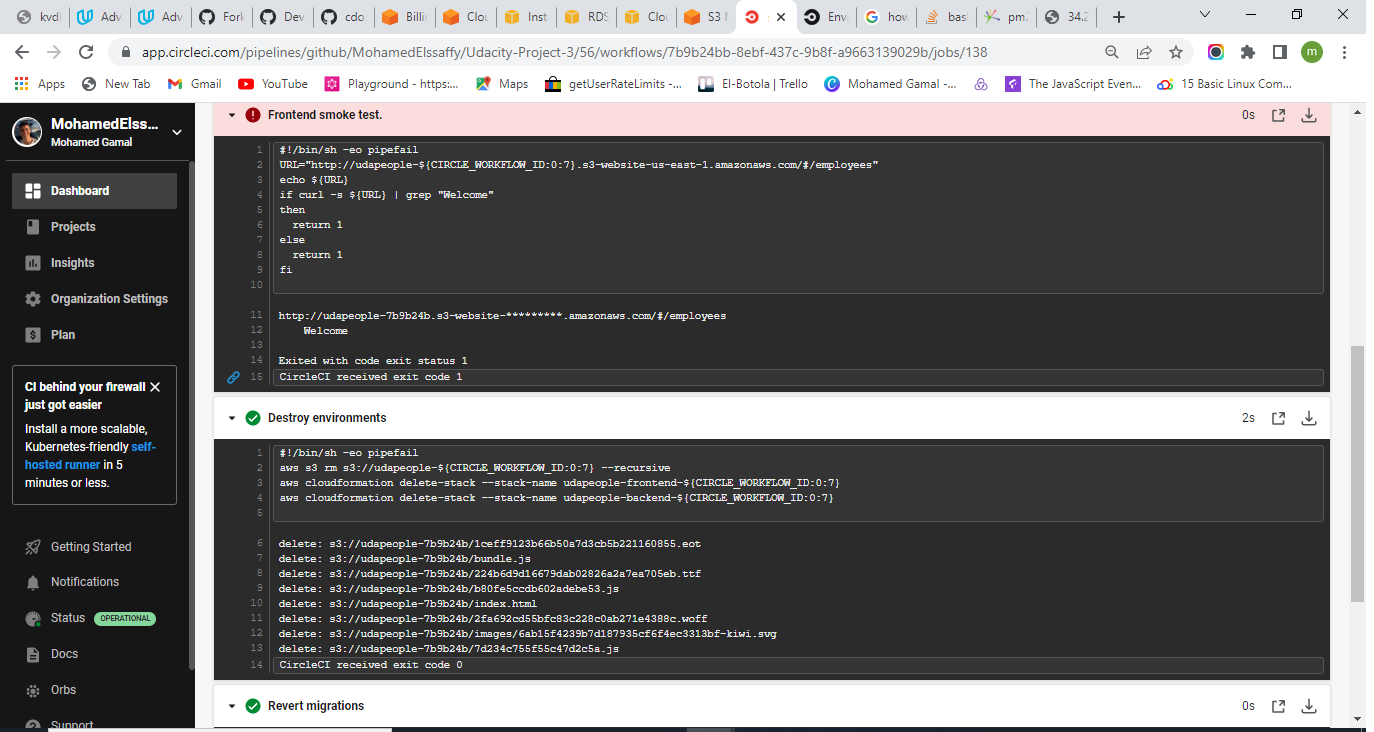 kvdl
Adv
Adv
Fork
Dev
cdo
Billi
Clou
Inst
RDS
Clou
S3 M
Env
how
bas
pm2
34.2
app.circleci.com/pipelines/github/MohamedElssaffy/Udacity-Project-3/56/workflows/7b9b24bb-8ebf-437c-9b8f-a9663139029b/jobs/138
m
Apps
New Tab
Gmail
YouTube
Playground - https:...
Maps
getUserRateLimits -...
El-Botola | Trello
Mohamed Gamal -...
The JavaScript Even...
15 Basic Linux Com...
MohamedElss...
Mohamed Gamal
Dashboard
Projects
Insights
Organization Settings
Plan
CI behind your firewall
just got easier
Install a more scalable,
Kubernetes-friendly self-
hosted runner in 5
minutes or less.
Getting Started
Notifications
Status OPERATIONAL
Docs
Orbs
Support
Frontend smoke test.
0s
1 #!/bin/sh -eo pipefail
2 URL="http://udapeople-${CIRCLE_WORKFLOW_ID:0:7}.s3-website-us-east-1.amazonaws.com/#/employees"
3 echo ${URL}
4 if curl -s ${URL} | grep "Welcome"
5 then
6 return 1
7 else
8 return 1
9 fi
10
11 http://udapeople-7b9b24b.s3-website-*********.amazonaws.com/#/employees
12 Welcome
13
14 Exited with code exit status 1
15 CircleCI received exit code 1
Destroy environments
2s
1 #!/bin/sh -eo pipefail
2 aws s3 rm s3://udapeople-${CIRCLE_WORKFLOW_ID:0:7} --recursive
3 aws cloudformation delete-stack --stack-name udapeople-frontend-${CIRCLE_WORKFLOW_ID:0:7}
4 aws cloudformation delete-stack --stack-name udapeople-backend-${CIRCLE_WORKFLOW_ID:0:7}
5
6 delete: s3://udapeople-7b9b24b/1ceff9123b66b50a7d3cb5b221160855.eot
7 delete: s3://udapeople-7b9b24b/bundle.js
8 delete: s3://udapeople-7b9b24b/224b6d9d16679dab02826a2a7ea705eb.ttf
9 delete: s3://udapeople-7b9b24b/b80fe5ccdb602adebe53.js
10 delete: s3://udapeople-7b9b24b/index.html
11 delete: s3://udapeople-7b9b24b/2fa692cd55bfc83c228c0ab271e4388c.woff
12 delete: s3://udapeople-7b9b24b/images/6ab15f4239b7d187935cf6f4ec3313bf-kiwi.svg
13 delete: s3://udapeople-7b9b24b/7d234c755f55c47d2c5a.js
14 CircleCI received exit code 0
Revert migrations
0s